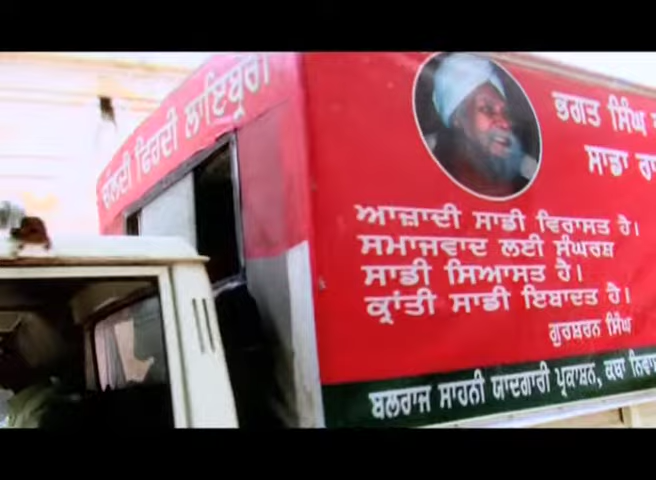 ਚਲਦੀ ਫਿਰਦੀ ਲਾਇਬ੍ਰੇਰੀ
ਭਗਤ ਸਿੰਘ
ਸਾਡਾ
ਆਜ਼ਾਦੀ ਸਾਡੀ ਵਿਰਾਸਤ ਹੈ।
ਸਮਾਜਵਾਦ ਲਈ ਸੰਘਰਸ਼
ਸਾਡੀ ਸਿਆਸਤ ਹੈ।
ਕ੍ਰਾਂਤੀ ਸਾਡੀ ਇਬਾਦਤ ਹੈ।
ਗੁਰਸ਼ਰਨ ਸਿੰਘ
ਬਲਰਾਜ ਸਾਹਨੀ ਯਾਦਗਾਰੀ ਪ੍ਰਕਾਸ਼ਨ, ਕਥਾ